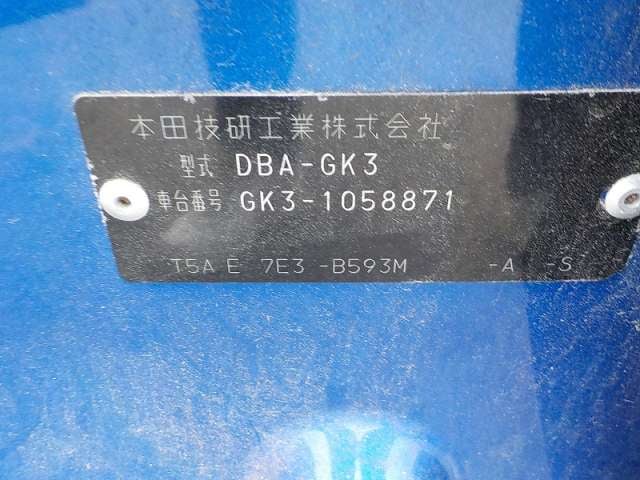 本田技研工業株式会社
型式 DBA-GK3
車台番号 GK3-1058871
T5A E 7E3 -B593M -A -S